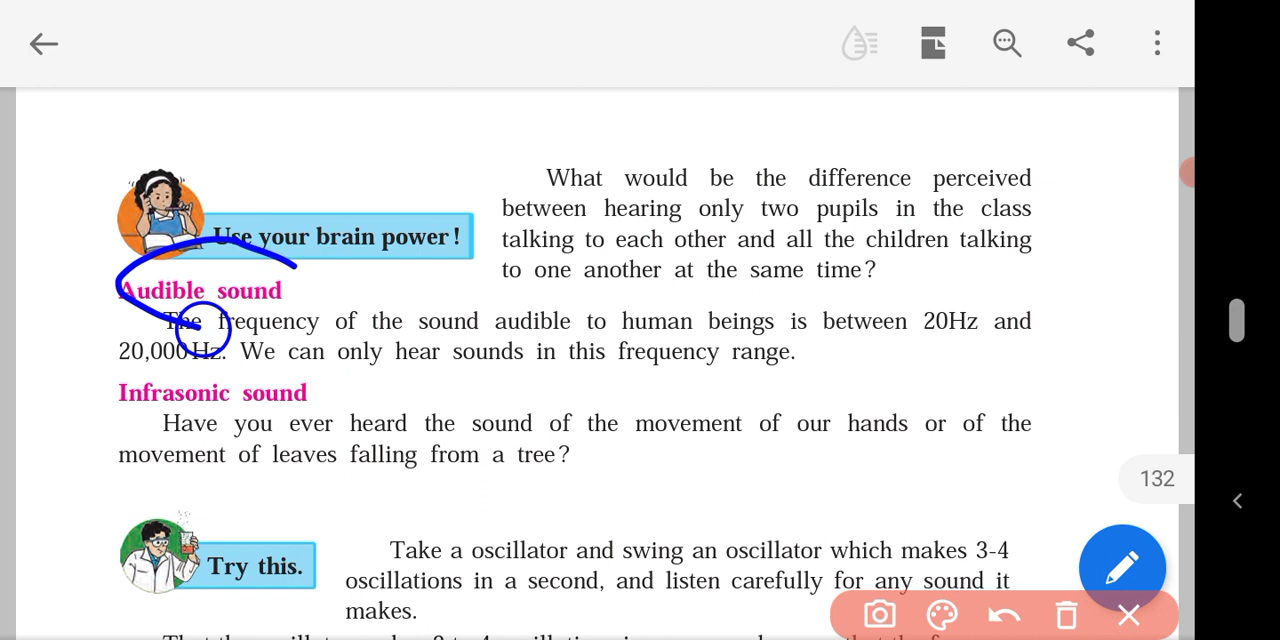 What would be the difference perceived
between hearing only two pupils in the class
Use your brain power !
talking to each other and all the children talking
to one another at the same time?
Audible sound
The frequency of the sound audible to human beings is between 20Hz and
20,000 Hz. We can only hear sounds in this frequency range.
Infrasonic sound
Have you ever heard the sound of the movement of our hands or of the
movement of leaves falling from a tree?
132
Take a oscillator and swing an oscillator which makes 3-4
Try this.
oscillations in a second, and listen carefully for any sound it
makes.